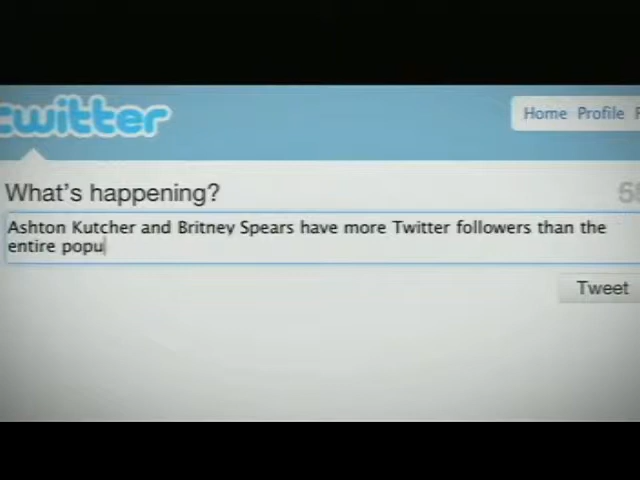 twitter
Home Profile
What's happening?
Ashton Kutcher and Britney Spears have more Twitter followers than the
entire popu
Tweet